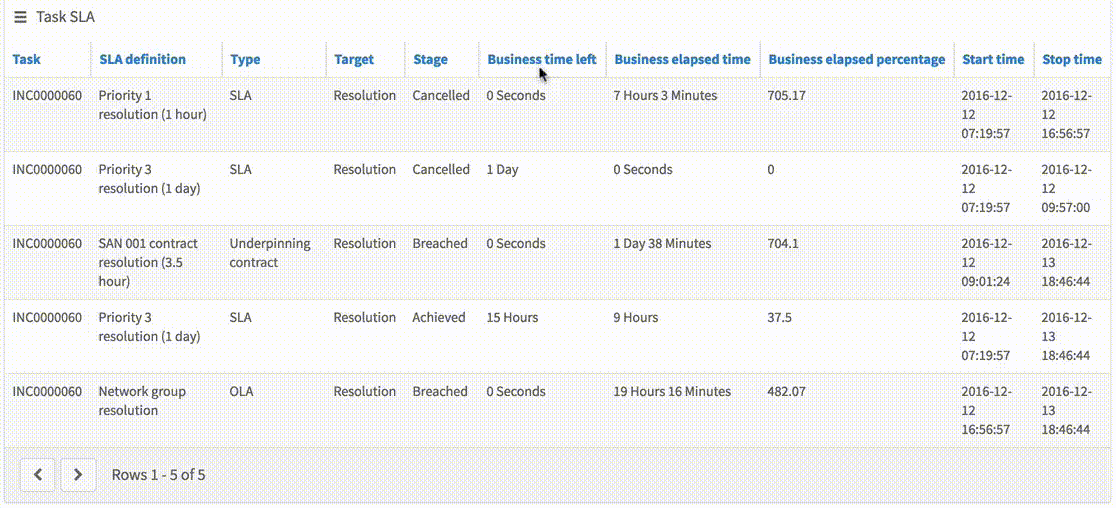 Task SLA
Task SLA definition Type Target Stage Business time left Business elapsed time Business elapsed percentage Start time Stop time
INC0000060 Priority 1 SLA Resolution Cancelled 0 Seconds 7 Hours 3 Minutes 705.17 2016-12- 2016-12-
resolution (1 hour) 12 12
07:19:57 16:56:57
INC0000060 Priority 3 SLA Resolution Cancelled 1 Day 0 Seconds 0 2016-12- 2016-12-
resolution (1 day) 12 12
07:19:57 09:57:00
INC0000060 SAN 001 contract Underpinning Resolution Breached 0 Seconds 1 Day 38 Minutes 704.1 2016-12- 2016-12-
resolution (3.5 contract 12 13
hour) 09:01:24 18:46:44
INC0000060 Priority 3 SLA Resolution Achieved 15 Hours 9 Hours 37.5 2016-12- 2016-12-
resolution (1 day) 12 13
07:19:57 18:46:44
INC0000060 Network group OLA Resolution Breached 0 Seconds 19 Hours 16 Minutes 482.07 2016-12- 2016-12-
resolution 12 13
16:56:57 18:46:44
Rows 1 - 5 of 5